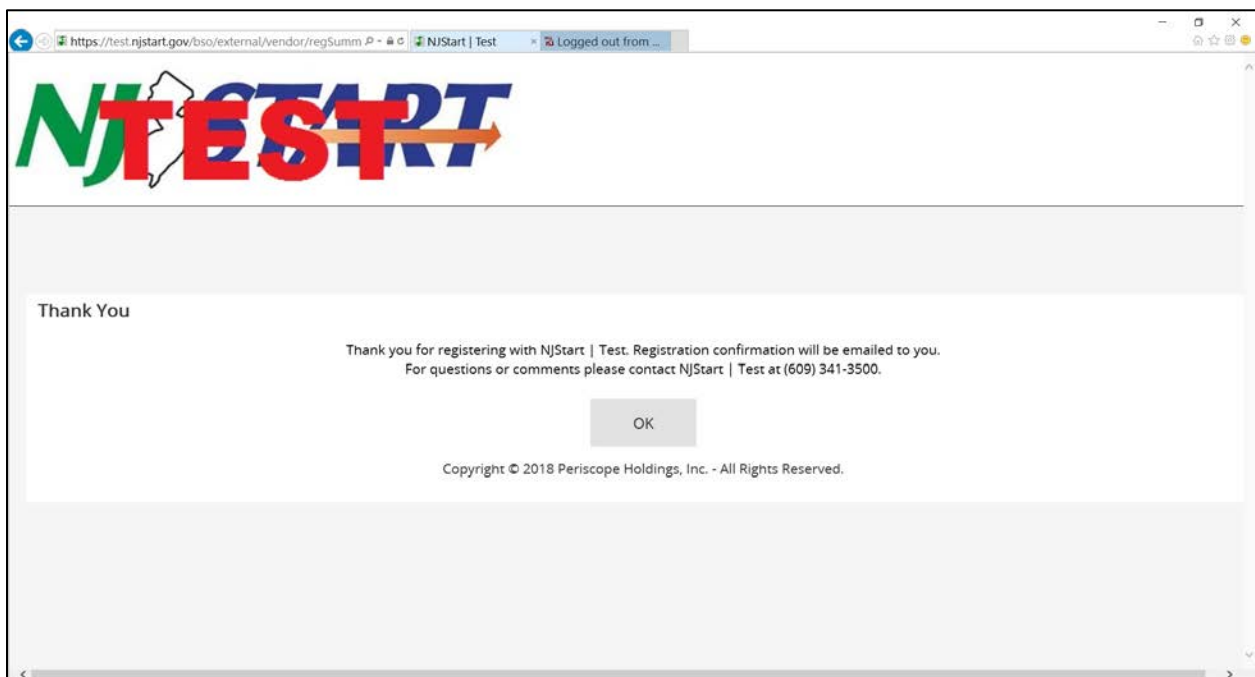 https://test.njstart.gov/bso/external/vendor/regSumm
NJStart | Test
Logged out from ...
NJ START
TEST
Thank You
Thank you for registering with NJStart | Test. Registration confirmation will be emailed to you.
For questions or comments please contact NJStart | Test at (609) 341-3500.
OK
Copyright © 2018 Periscope Holdings, Inc. - All Rights Reserved.